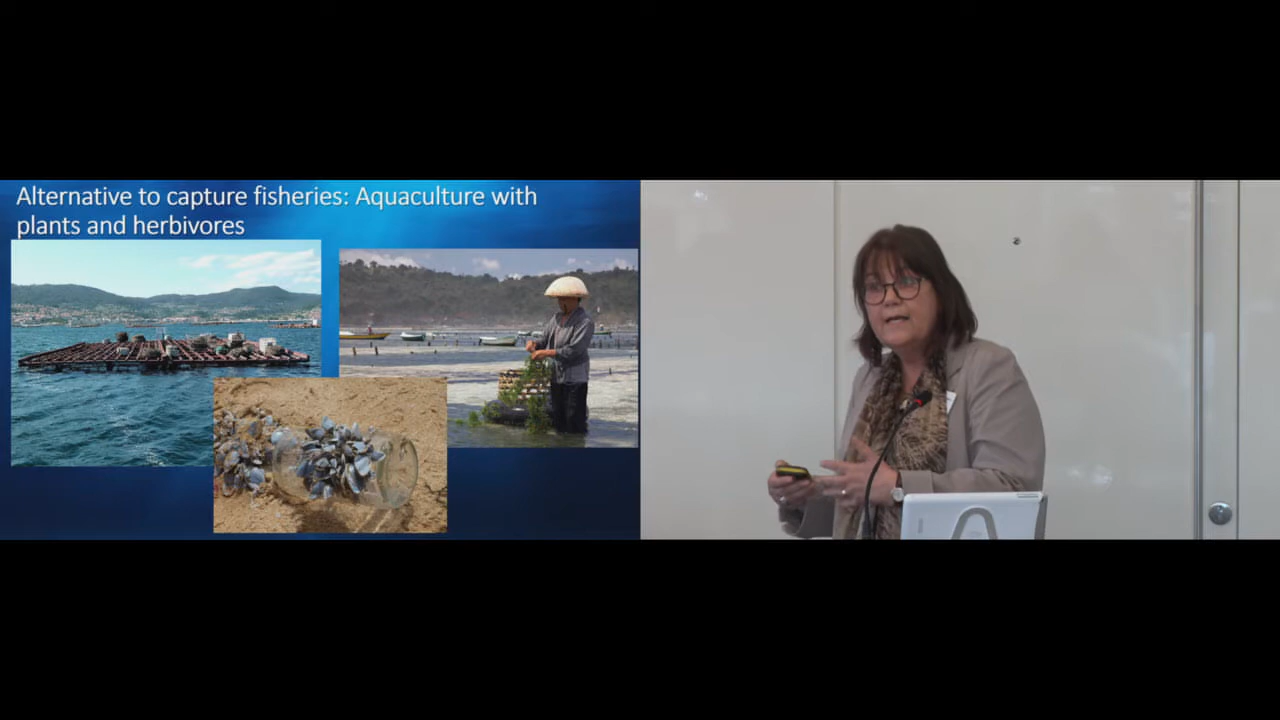 Alternative to capture fisheries: Aquaculture with
plants and herbivores